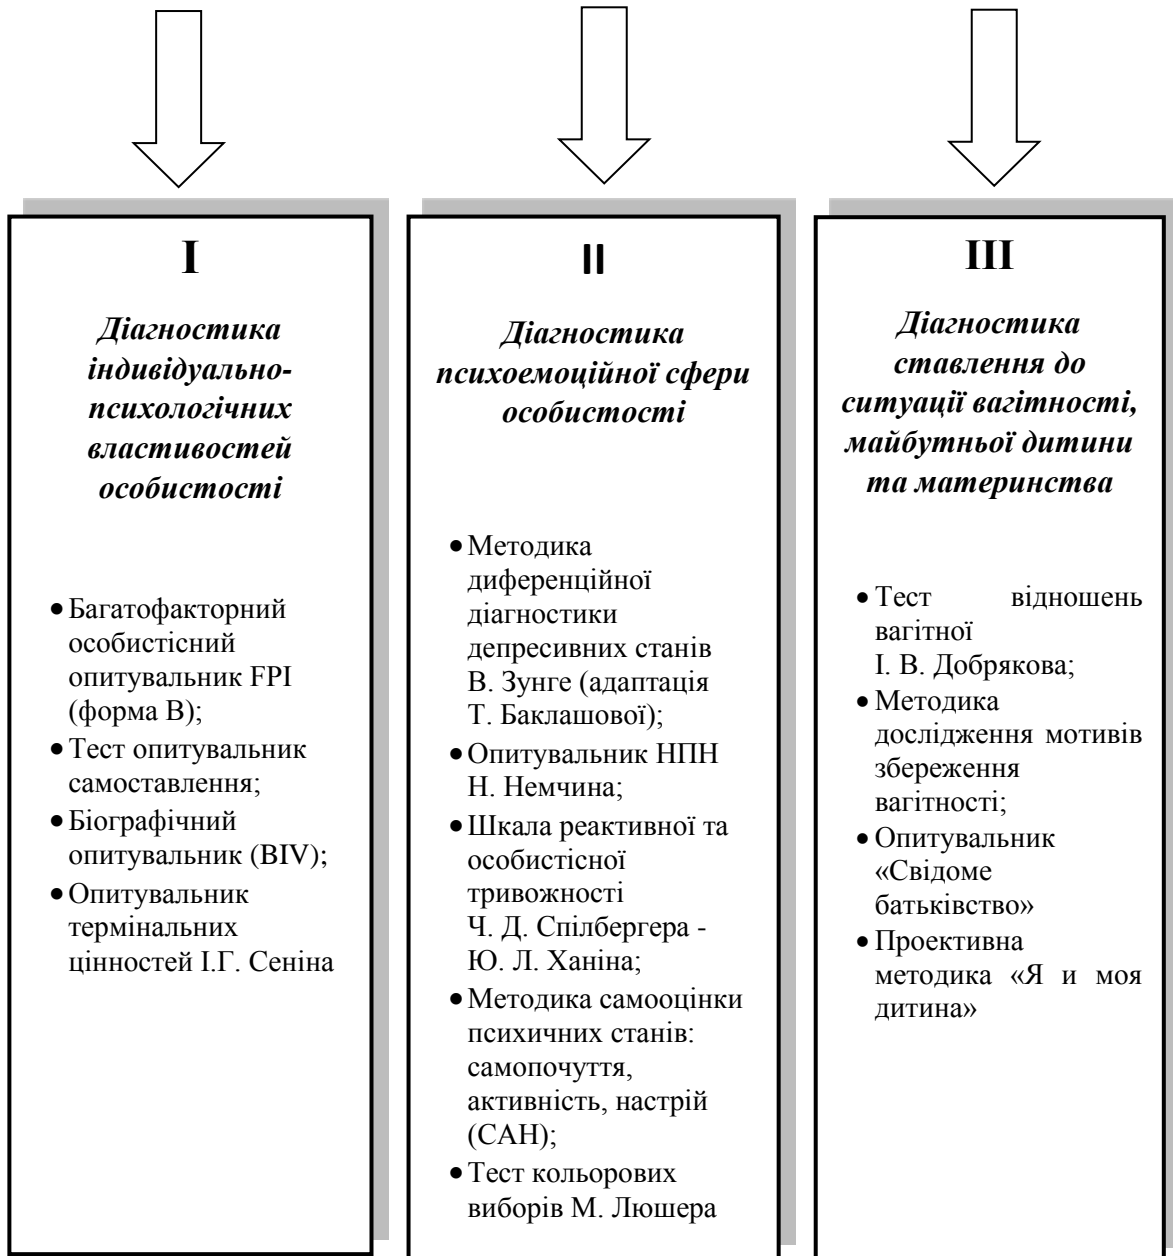 I
Діагностика
індивідуально-
психологічних
властивостей
особистості
• Багатофакторний
особистісний
опитувальник FPI
(форма В);
• Тест опитувальник
самоставлення;
• Біографічний
опитувальник (BIV);
• Опитувальник
термінальних
цінностей І.Г. Сеніна
II
Діагностика
психоемоційної сфери
особистості
• Методика
диференційної
діагностики
депресивних станів
В. Зунге (адаптація
Т. Баклашової);
• Опитувальник НПН
Н. Немчина;
• Шкала реактивної та
особистісної
тривожності
Ч. Д. Спілбергера -
Ю. Л. Ханіна;
• Методика самооцінки
психичних станів:
самопочуття,
активність, настрій
(САН);
• Тест кольорових
виборів М. Люшера
III
Діагностика
ставлення до
ситуації вагітності,
майбутньої дитини
та материнства
• Тест відношень
вагітної
І. В. Добрякова;
• Методика
дослідження мотивів
збереження
вагітності;
• Опитувальник
«Свідоме
батьківство»
• Проективна
методика «Я и моя
дитина»